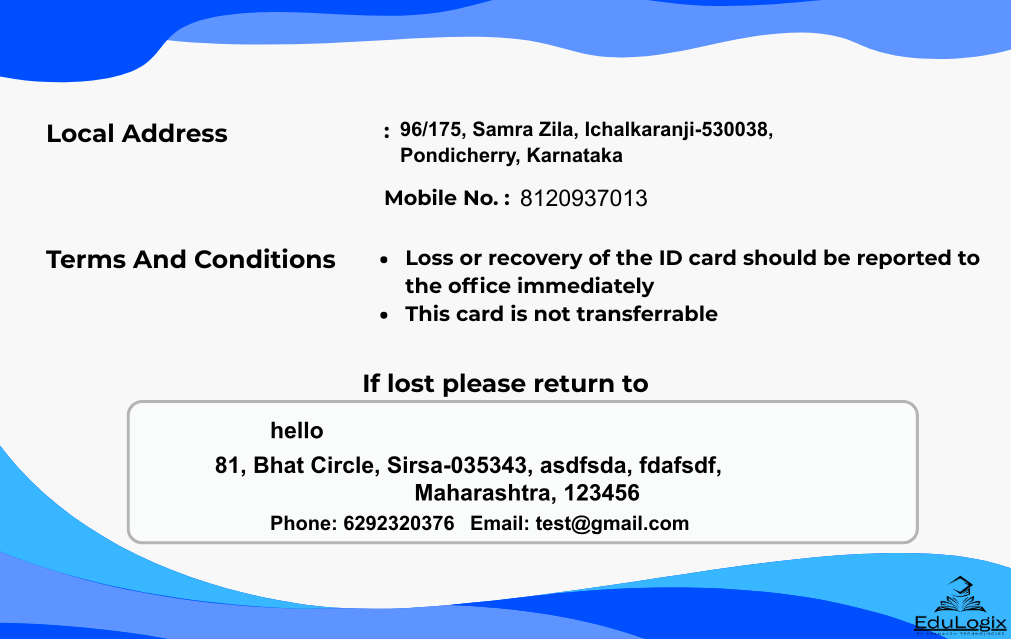 Local Address : 96/175, Samra Zila, Ichalkaranji-530038,
Pondicherry, Karnataka
Mobile No. : 8120937013
Terms And Conditions • Loss or recovery of the ID card should be reported to
the office immediately
• This card is not transferrable
If lost please return to
hello
81, Bhat Circle, Sirsa-035343, asdfsda, fdafsdf,
Maharashtra, 123456
Phone: 6292320376 Email: test@gmail.com
EduLogix